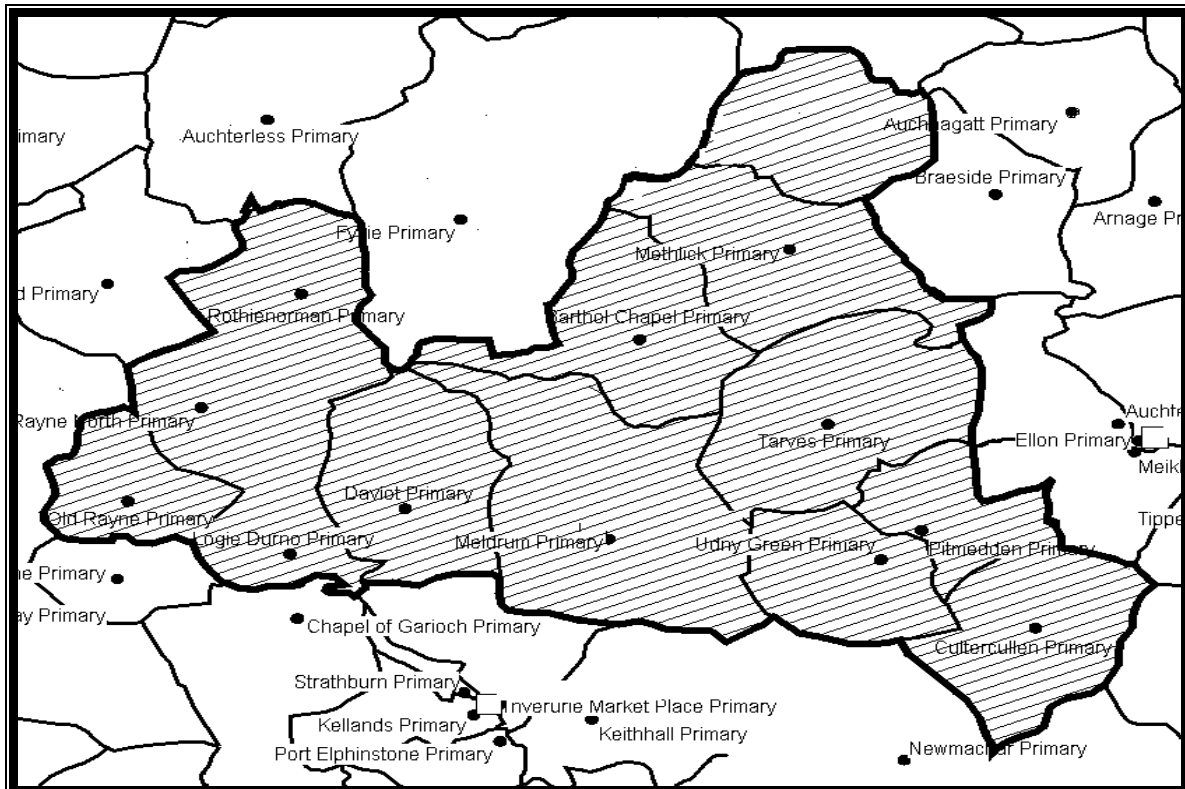 Auchterless Primary
Auchnagatt Primary
Braeside Primary
Fyvie Primary
Methlick Primary
Rothienorman Primary
Barthol Chapel Primary
Rayne North Primary
Tarves Primary
Ellon Primary
Old Rayne Primary
Daviot Primary
Logie Durno Primary
Meldrum Primary
Udny Green Primary
Pitmedden Primary
Chapel of Garioch Primary
Cultercullen Primary
Strathburn Primary
Inverurie Market Place Primary
Kellands Primary
Keithhall Primary
Port Elphinstone Primary
Newmachar Primary